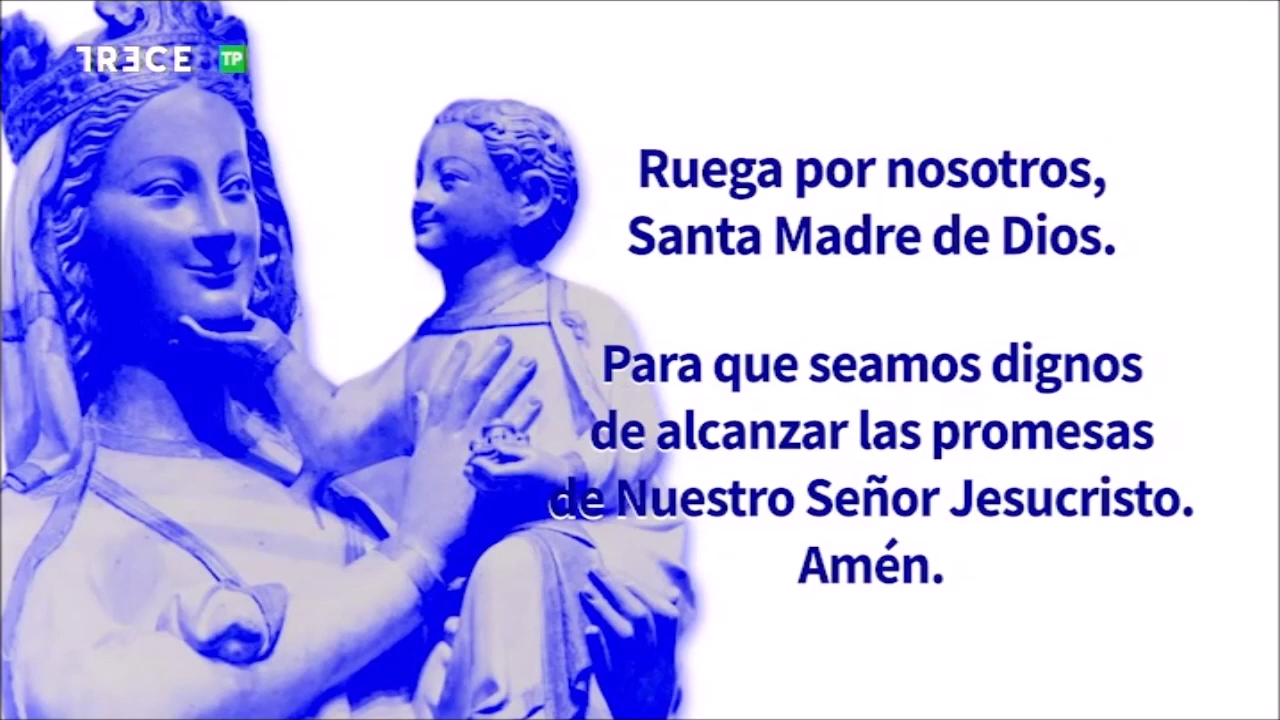 TRECE TP
Ruega por nosotros,
Santa Madre de Dios.
Para que seamos dignos
de alcanzar las promesas
de Nuestro Señor Jesucristo.
Amén.